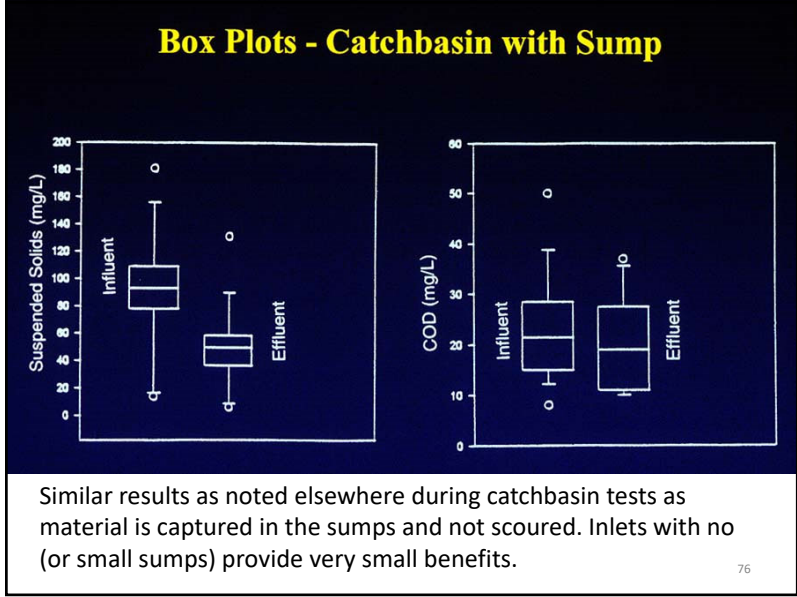 Box Plots - Catchbasin with Sump
200
180
160
140
120
100
80
60
40
20
0
Suspended Solids (mg/L)
Influent
Effluent
60
50
40
30
20
10
0
COD (mg/L)
Influent
Effluent
Similar results as noted elsewhere during catchbasin tests as
material is captured in the sumps and not scoured. Inlets with no
(or small sumps) provide very small benefits.
76